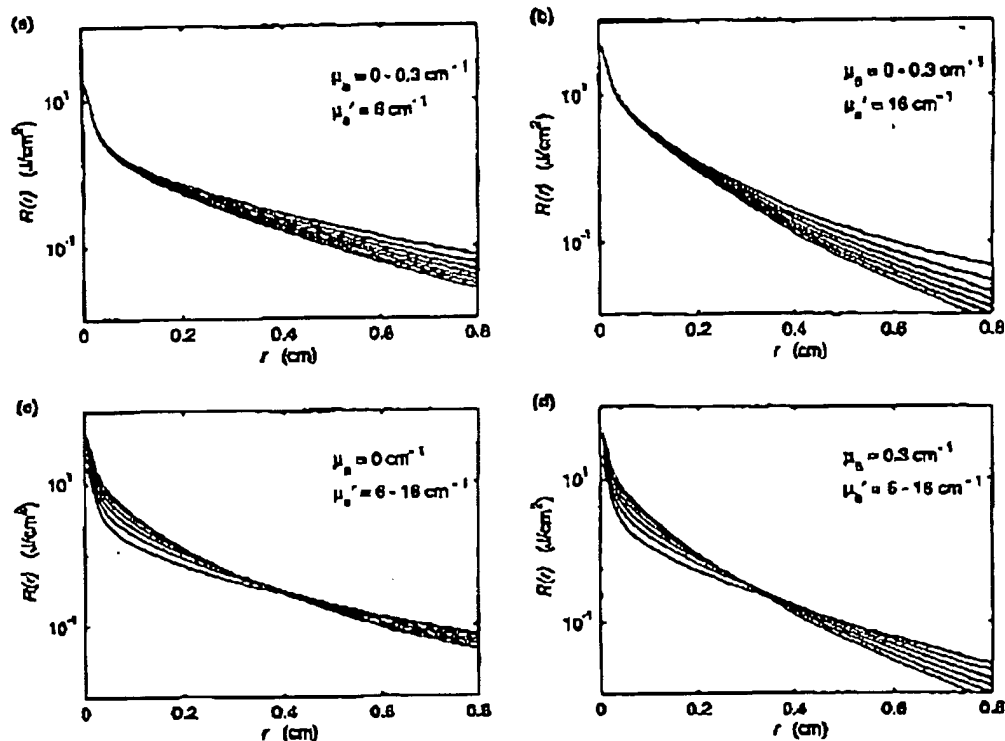 (a)
μₐ = 0 - 0.3 cm⁻¹
μₛ' = 6 cm⁻¹
R(r) (J/cm²)
10¹
10⁻¹
0 0.2 0.4 0.6 0.8
r (cm)
(b)
μₐ = 0 - 0.3 cm⁻¹
μₛ' = 16 cm⁻¹
R(r) (J/cm²)
10¹
10⁻¹
0 0.2 0.4 0.6 0.8
r (cm)
(c)
μₐ = 0 cm⁻¹
μₛ' = 6 - 16 cm⁻¹
R(r) (J/cm²)
10¹
10⁻¹
0 0.2 0.4 0.6 0.8
r (cm)
(d)
μₐ = 0.3 cm⁻¹
μₛ' = 6 - 16 cm⁻¹
R(r) (J/cm²)
10¹
10⁻¹
0 0.2 0.4 0.6 0.8
r (cm)